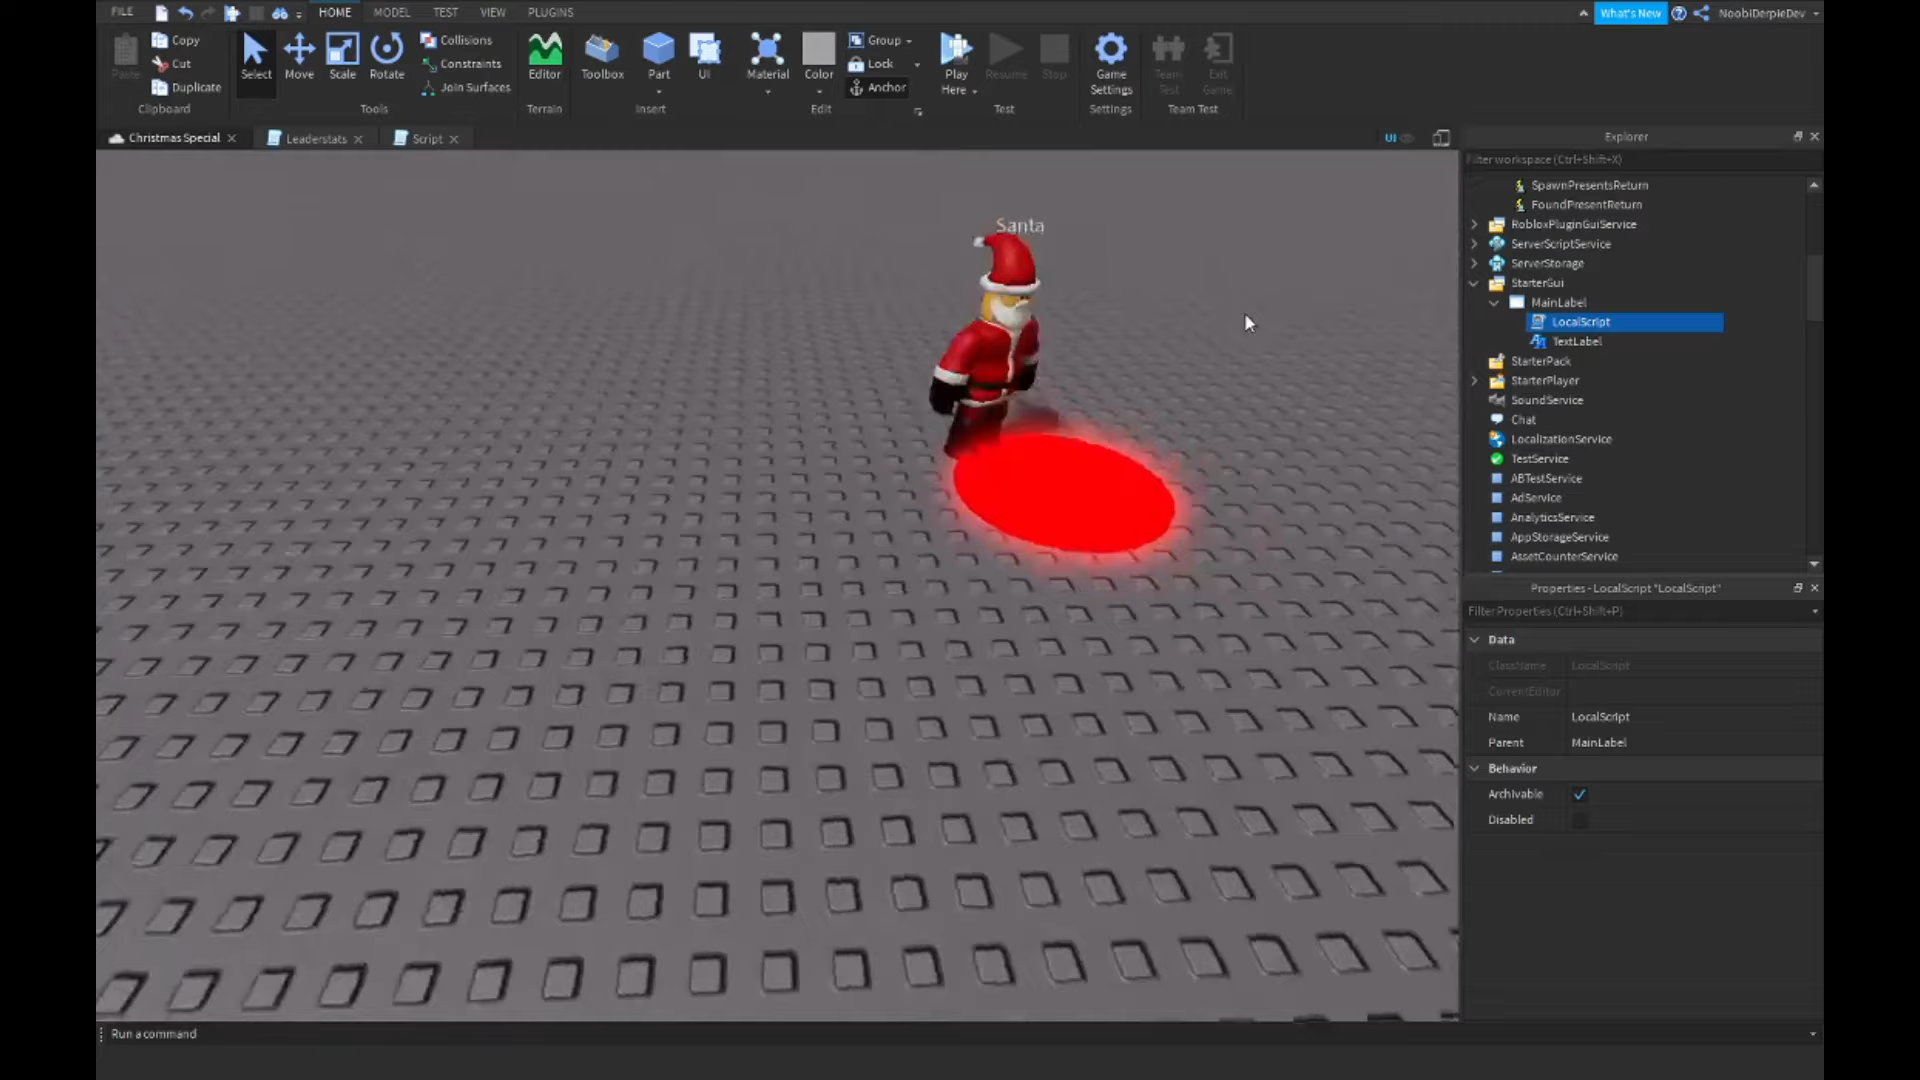 FILE HOME MODEL TEST VIEW PLUGINS What's New NoobiDerpieDev
Copy Collisions Group
Cut Constraints Lock
Paste Duplicate Select Move Scale Rotate Join Surfaces Editor Toolbox Part UI Material Color Anchor Play Here Resume Stop Game Settings Team Test Exit Game
Clipboard Tools Terrain Insert Edit Test Settings Team Test
Christmas Special Leaderstats Script UI Explorer
Filter workspace (Ctrl+Shift+X)
SpawnPresentsReturn
FoundPresentReturn
Santa
RobloxPluginGuiService
ServerScriptService
ServerStorage
StarterGui
MainLabel
LocalScript
TextLabel
StarterPack
StarterPlayer
SoundService
Chat
LocalizationService
TestService
ABTestService
AdService
AnalyticsService
AppStorageService
AssetCounterService
Properties - LocalScript "LocalScript"
Filter Properties (Ctrl+Shift+P)
Data
ClassName LocalScript
CurrentEditor
Name LocalScript
Parent MainLabel
Behavior
Archivable
Disabled
Run a command